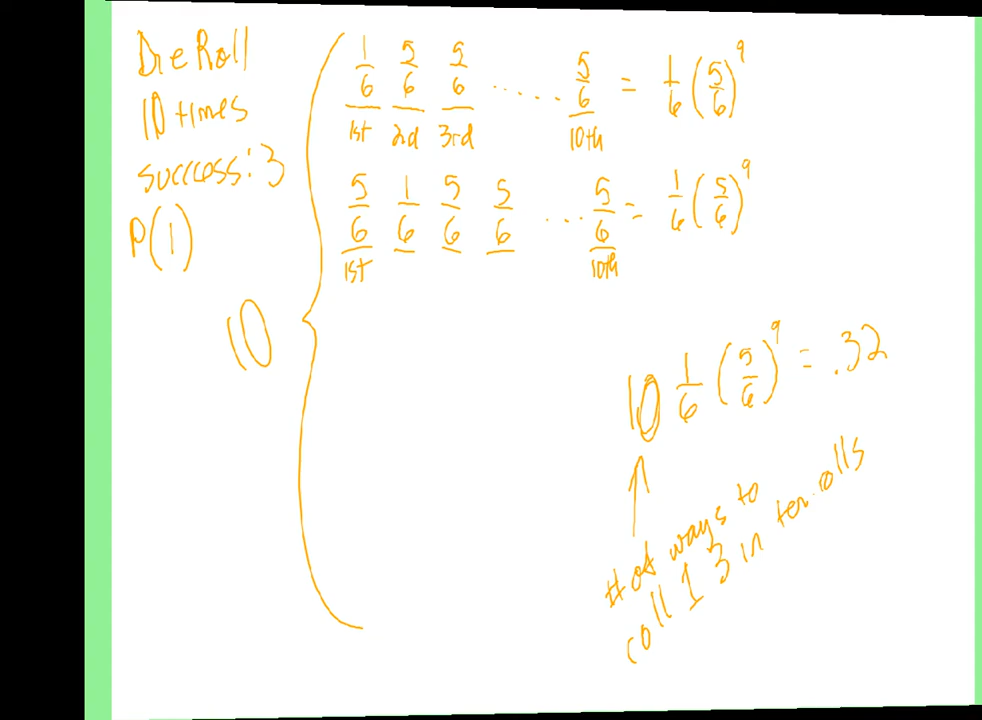 Die Roll
10 times
success: 3
P(1)
10
1/6 5/6 5/6 ..... 5/6 = 1/6 (5/6)^9
1st 2nd 3rd 10th
5/6 1/6 5/6 5/6 ... 5/6 = 1/6 (5/6)^9
1st 10th
10 1/6 (5/6)^9 = .32
# of ways to
roll 1 3 in ten rolls